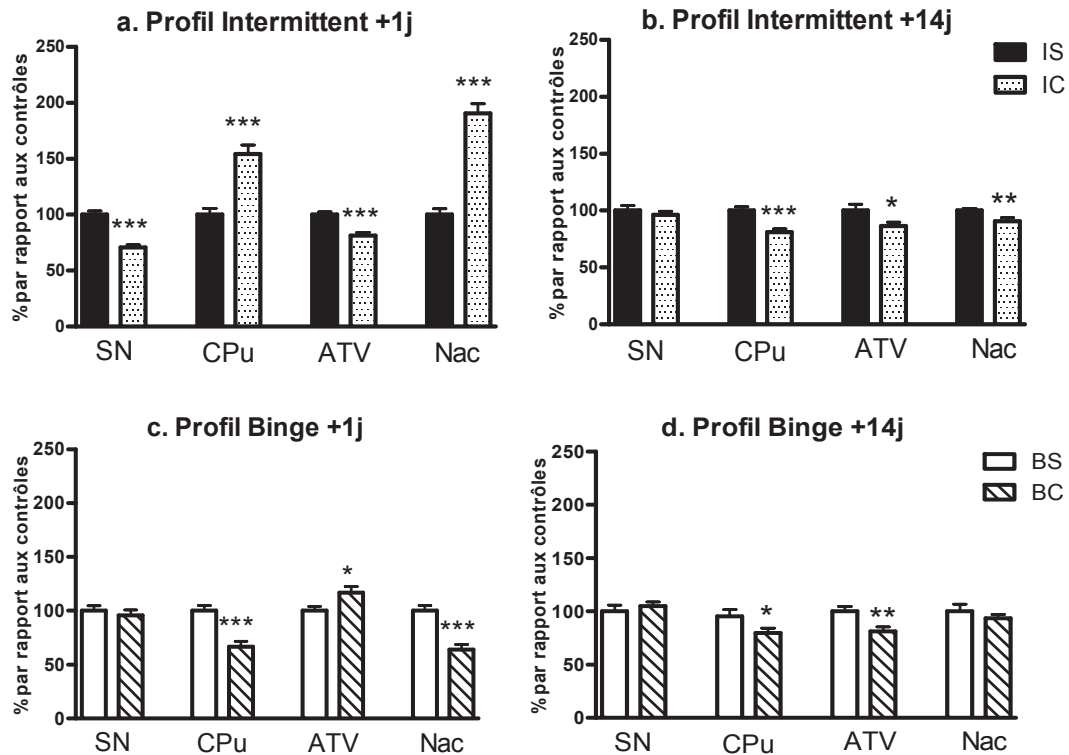 a. Profil Intermittent +1j
% par rapport aux contrôles
250
200
150
100
50
0
***
***
***
***
SN CPu ATV Nac
b. Profil Intermittent +14j
% par rapport aux contrôles
250
200
150
100
50
0
***
*
**
SN CPu ATV Nac
IS
IC
c. Profil Binge +1j
% par rapport aux contrôles
250
200
150
100
50
0
***
*
***
SN CPu ATV Nac
d. Profil Binge +14j
% par rapport aux contrôles
250
200
150
100
50
0
*
**
SN CPu ATV Nac
BS
BC